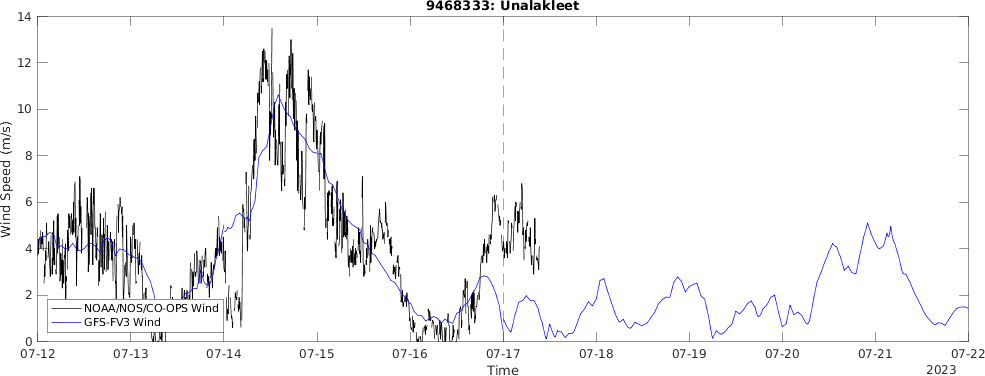 9468333: Unalakleet
Wind Speed (m/s)
14
12
10
8
6
4
2
0
NOAA/NOS/CO-OPS Wind
GFS-FV3 Wind
07-12 07-13 07-14 07-15 07-16 07-17 07-18 07-19 07-20 07-21 07-22
Time
2023